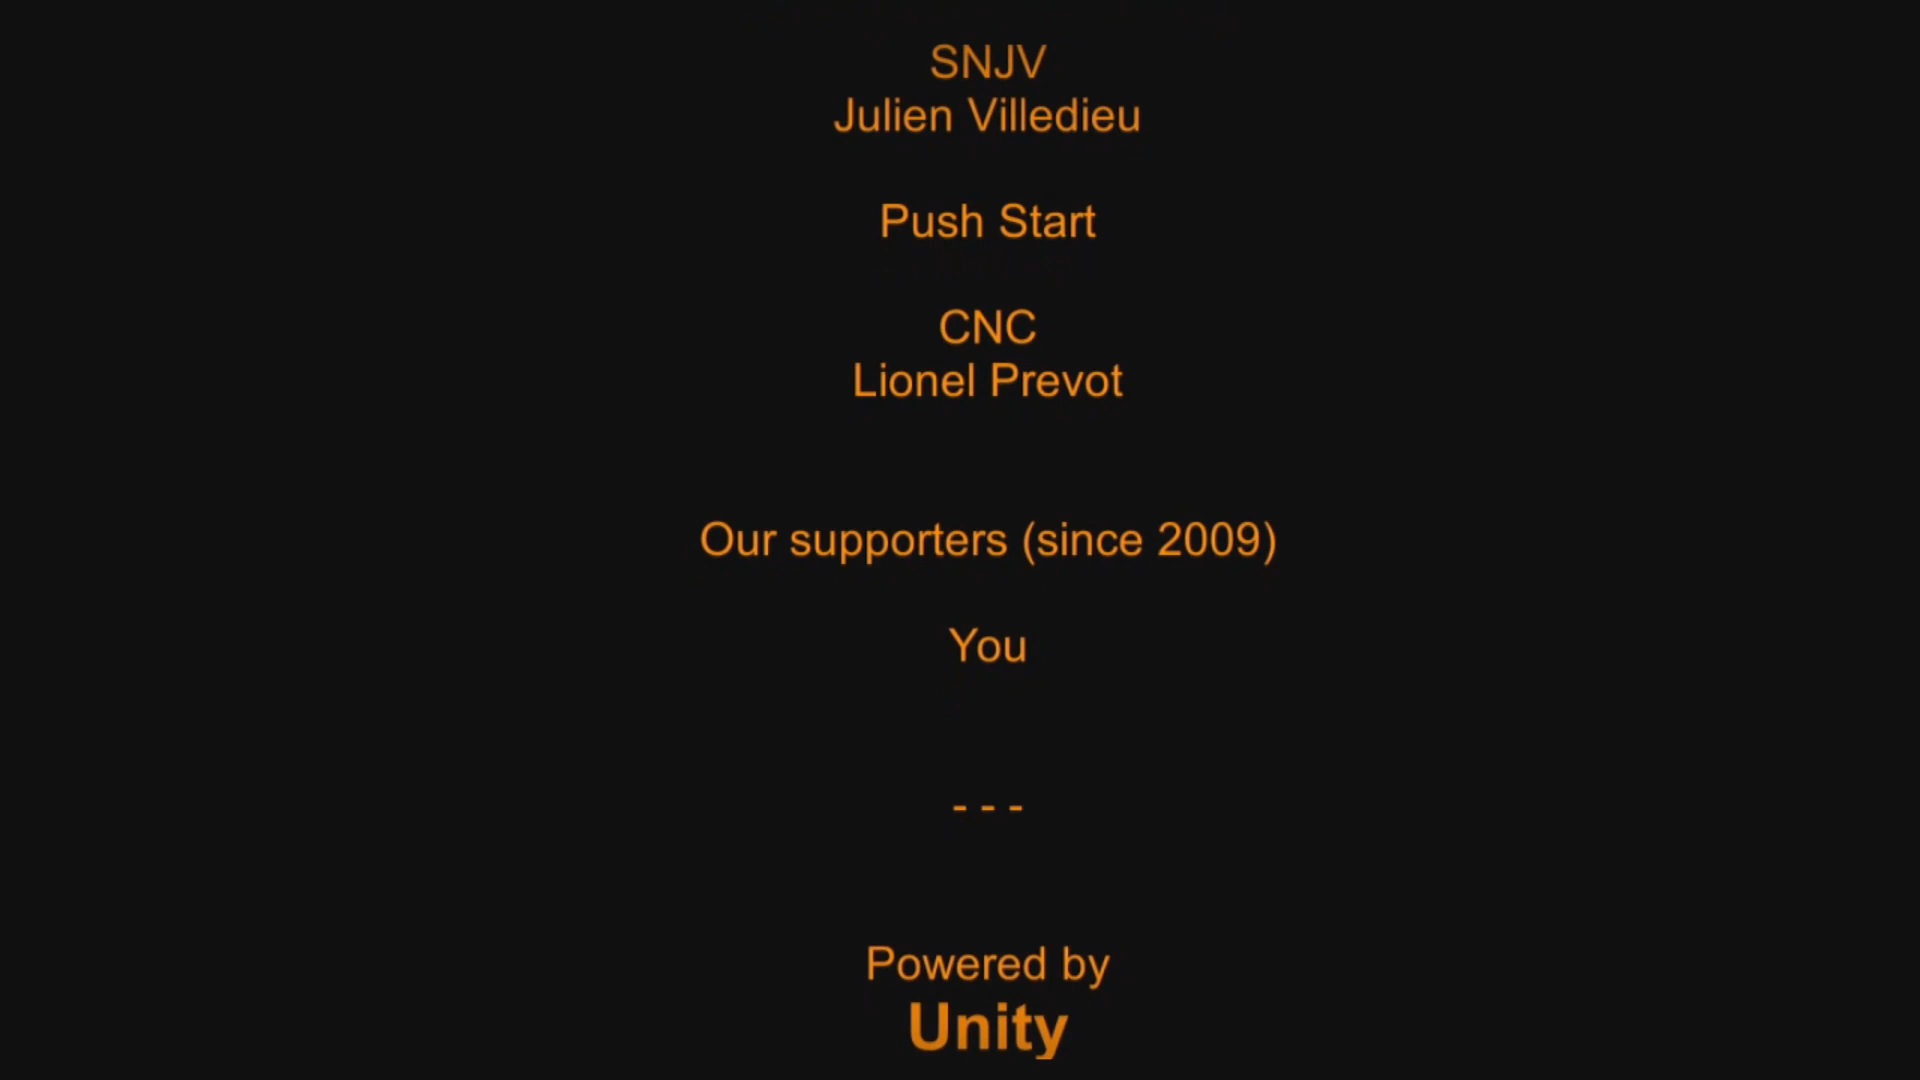 SNJV
Julien Villedieu
Push Start
CNC
Lionel Prevot
Our supporters (since 2009)
You
- - -
Powered by
Unity